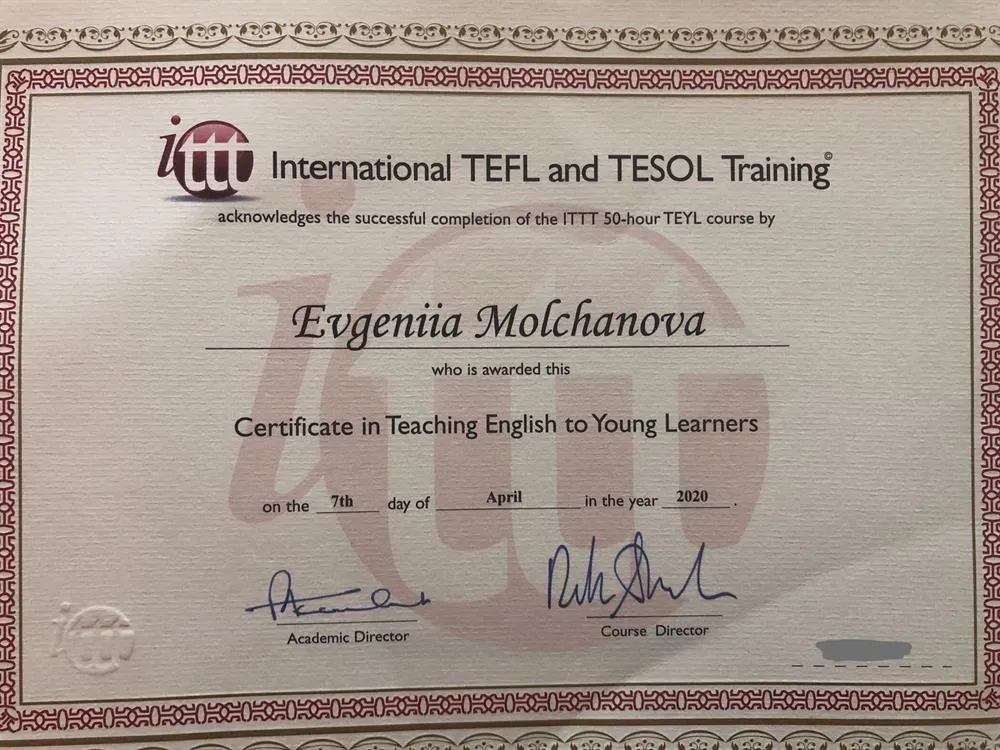 ittt International TEFL and TESOL Training©
acknowledges the successful completion of the ITTT 50-hour TEYL course by
Evgeniia Molchanova
who is awarded this
Certificate in Teaching English to Young Learners
on the 7th day of April in the year 2020.
Academic Director
Course Director
ittt